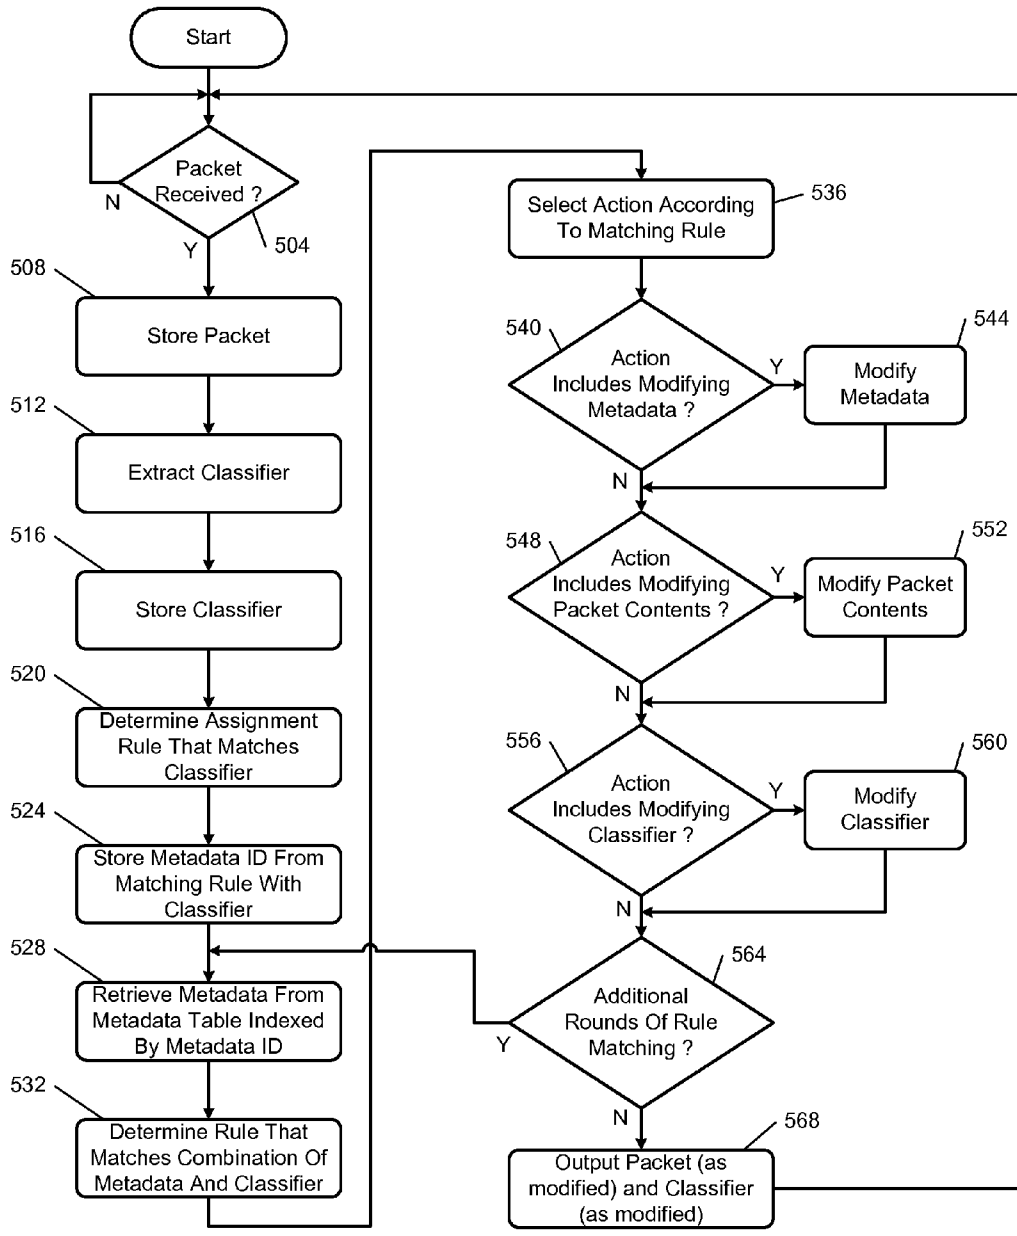 Start
Packet
Received ?
N
504
Y
508
Store Packet
512
Extract Classifier
516
Store Classifier
520
Determine Assignment
Rule That Matches
Classifier
524
Store Metadata ID From
Matching Rule With
Classifier
528
Retrieve Metadata From
Metadata Table Indexed
By Metadata ID
532
Determine Rule That
Matches Combination Of
Metadata And Classifier
536
Select Action According
To Matching Rule
540
Action
Includes Modifying
Metadata ?
Y
544
Modify
Metadata
N
548
Action
Includes Modifying
Packet Contents ?
Y
552
Modify Packet
Contents
N
556
Action
Includes Modifying
Classifier ?
Y
560
Modify
Classifier
N
564
Additional
Rounds Of Rule
Matching ?
Y
N
568
Output Packet (as
modified) and Classifier
(as modified)